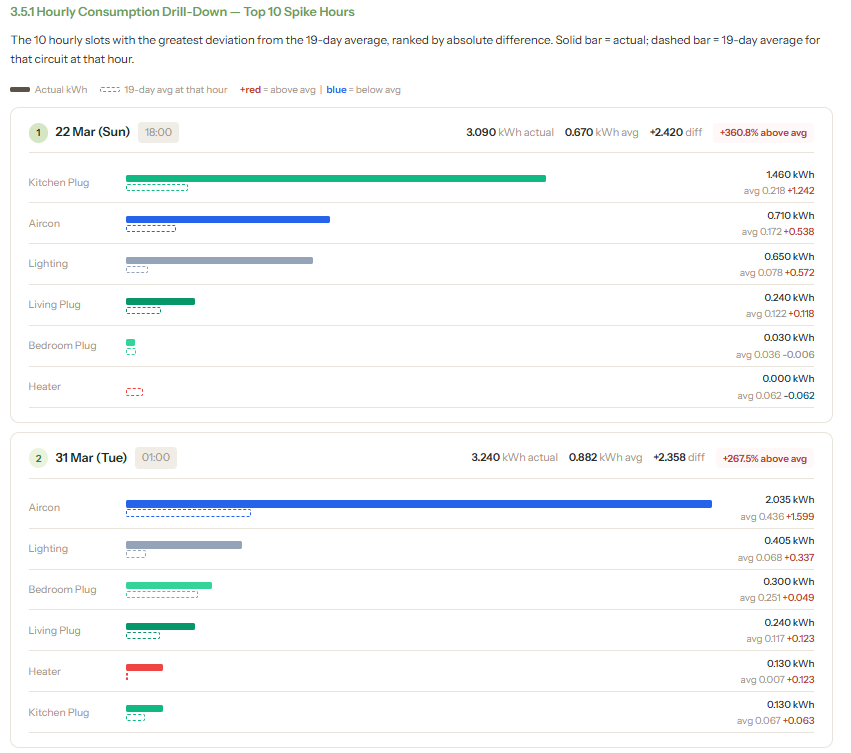 3.5.1 Hourly Consumption Drill-Down — Top 10 Spike Hours
The 10 hourly slots with the greatest deviation from the 19-day average, ranked by absolute difference. Solid bar = actual; dashed bar = 19-day average for
that circuit at that hour.
Actual kWh 19-day avg at that hour +red = above avg | blue = below avg
1 22 Mar (Sun) 18:00 3.090 kWh actual 0.670 kWh avg +2.420 diff +360.8% above avg
Kitchen Plug 1.460 kWh
avg 0.218 +1.242
Aircon 0.710 kWh
avg 0.172 +0.538
Lighting 0.650 kWh
avg 0.078 +0.572
Living Plug 0.240 kWh
avg 0.122 +0.118
Bedroom Plug 0.030 kWh
avg 0.036 -0.006
Heater 0.000 kWh
avg 0.062 -0.062
2 31 Mar (Tue) 01:00 3.240 kWh actual 0.882 kWh avg +2.358 diff +267.5% above avg
Aircon 2.035 kWh
avg 0.436 +1.599
Lighting 0.405 kWh
avg 0.068 +0.337
Bedroom Plug 0.300 kWh
avg 0.251 +0.049
Living Plug 0.240 kWh
avg 0.117 +0.123
Heater 0.130 kWh
avg 0.007 +0.123
Kitchen Plug 0.130 kWh
avg 0.067 +0.063